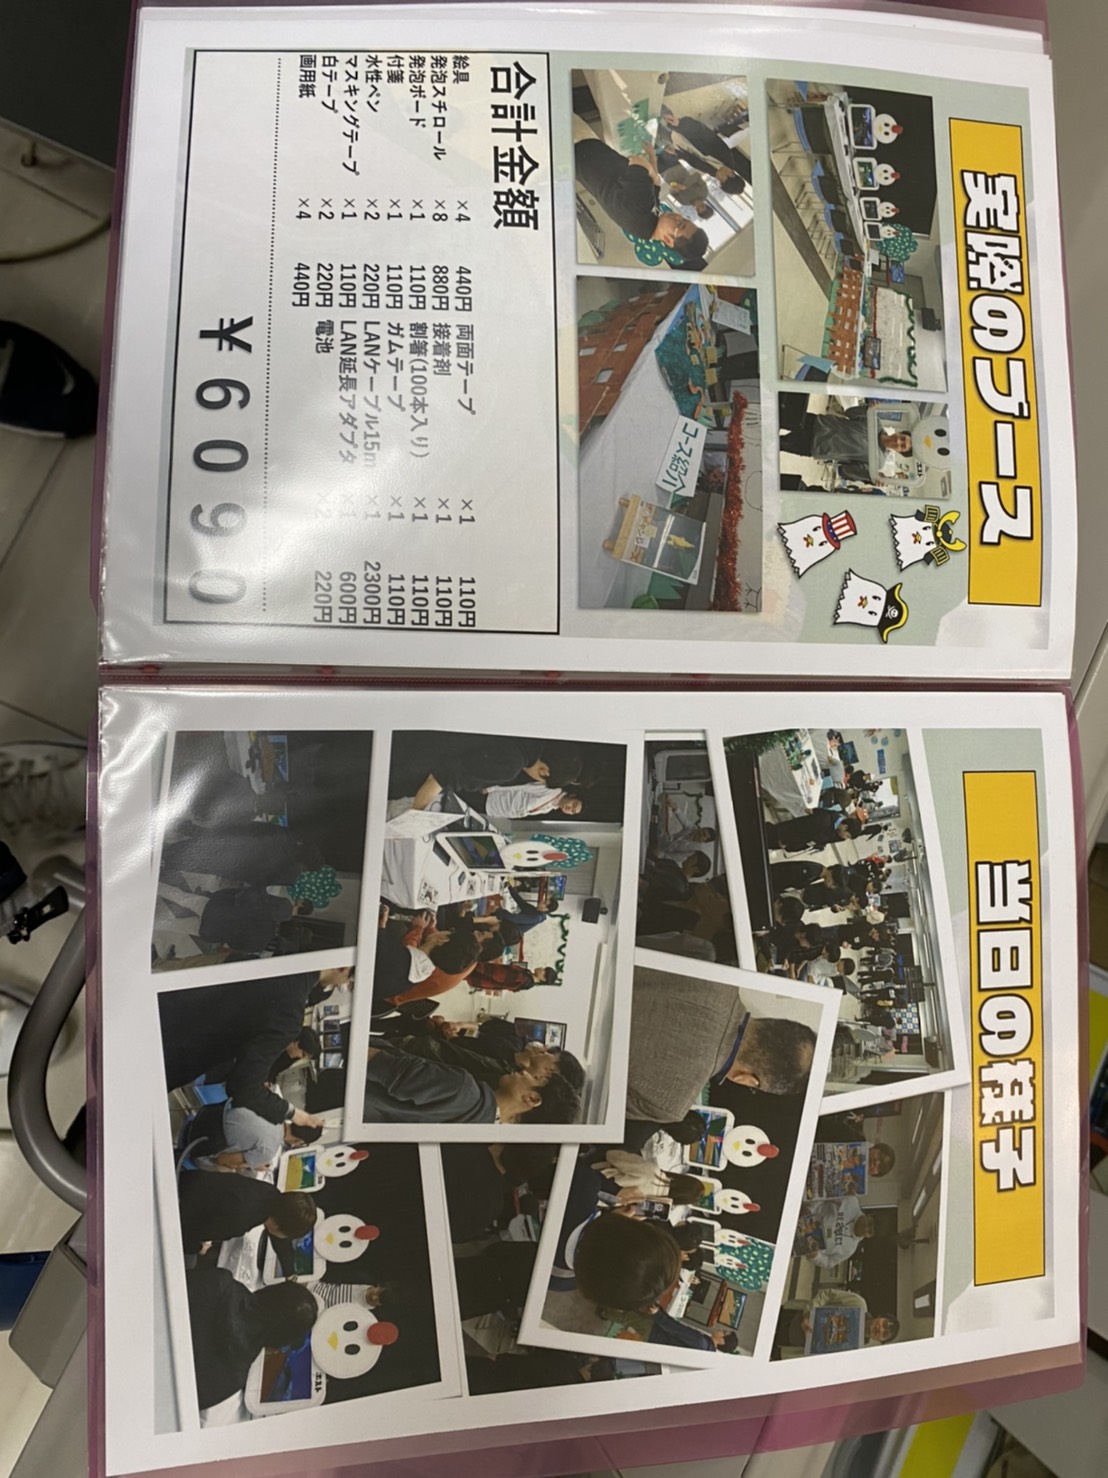 実際のブース
コース紹介
合計金額
絵具 ×4 440円 両面テープ ×1 110円
発泡スチロール ×8 880円 接着剤 ×1 110円
発泡ボード ×1 110円 割箸(100本入り) ×1 110円
付箋 ×1 110円 ガムテープ ×1 110円
水性ペン ×2 220円 LANケーブル15m ×1 2300円
マスキングテープ ×1 110円 LAN延長アダプタ ×1 600円
白テープ ×2 220円 電池 ×2 220円
画用紙 ×4 440円
¥6090
当日の様子
ホスト